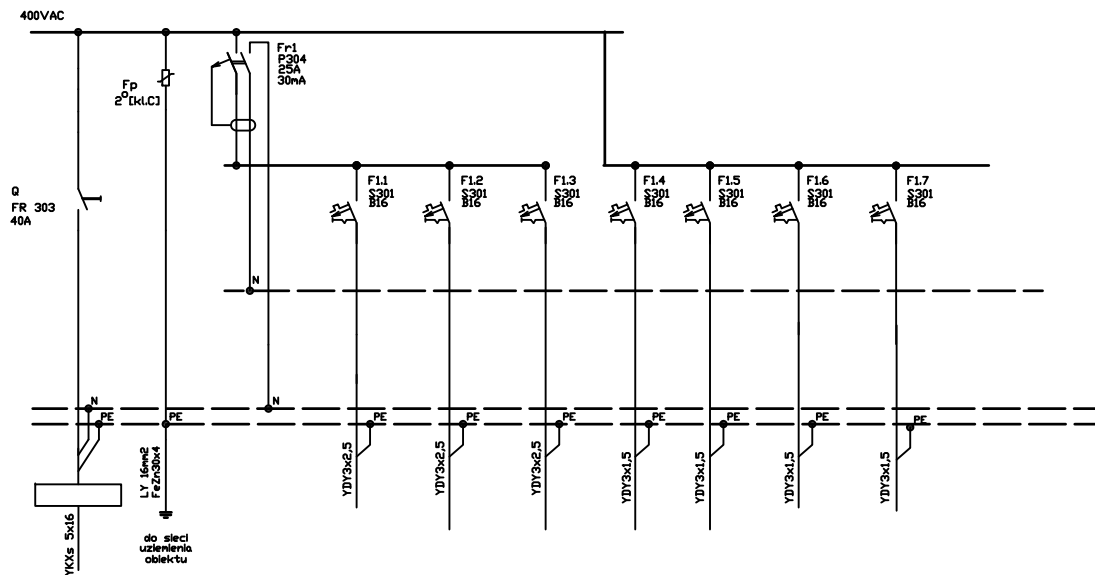 400VAC
Fr1
P304
25A
30mA
Fp
2° [kl.C]
Q
FR 303
40A
F1.1
S301
B16
F1.2
S301
B16
F1.3
S301
B16
F1.4
S301
B16
F1.5
S301
B16
F1.6
S301
B16
F1.7
S301
B16
N
N
N
PE
PE
PE
PE
PE
PE
PE
PE
PE
LY 16mm2
FeZn30x4
YDY3x2,5
YDY3x2,5
YDY3x2,5
YDY3x1,5
YDY3x1,5
YDY3x1,5
YDY3x1,5
YKXs 5x16
do sieci
uziemienia
obiektu